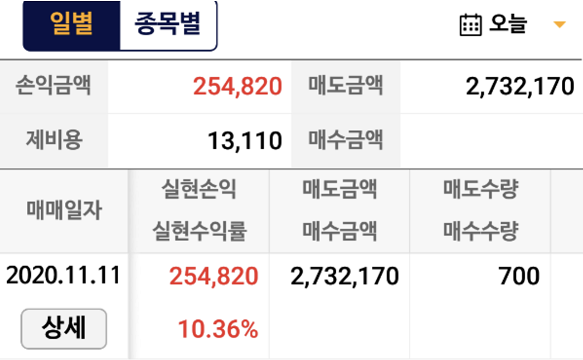 일별 종목별 오늘
손익금액 254,820 매도금액 2,732,170
제비용 13,110 매수금액
매매일자 실현손익 매도금액 매도수량
실현수익률 매수금액 매수수량
2020.11.11 254,820 2,732,170 700
상세 10.36%